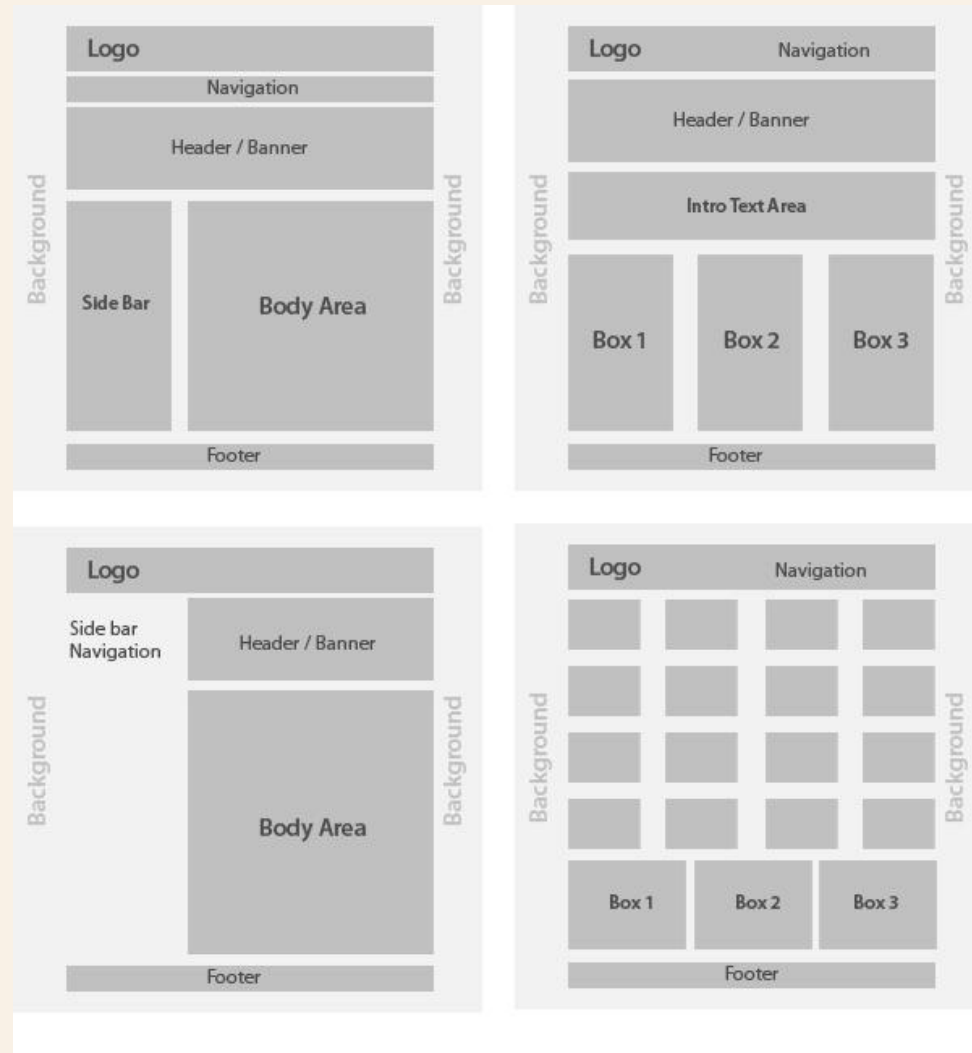 Logo
Navigation
Header / Banner
Background
Side Bar
Body Area
Background
Footer
Logo
Navigation
Header / Banner
Intro Text Area
Background
Box 1
Box 2
Box 3
Background
Footer
Logo
Side bar
Navigation
Header / Banner
Background
Body Area
Background
Footer
Logo
Navigation
Background
Background
Box 1
Box 2
Box 3
Footer